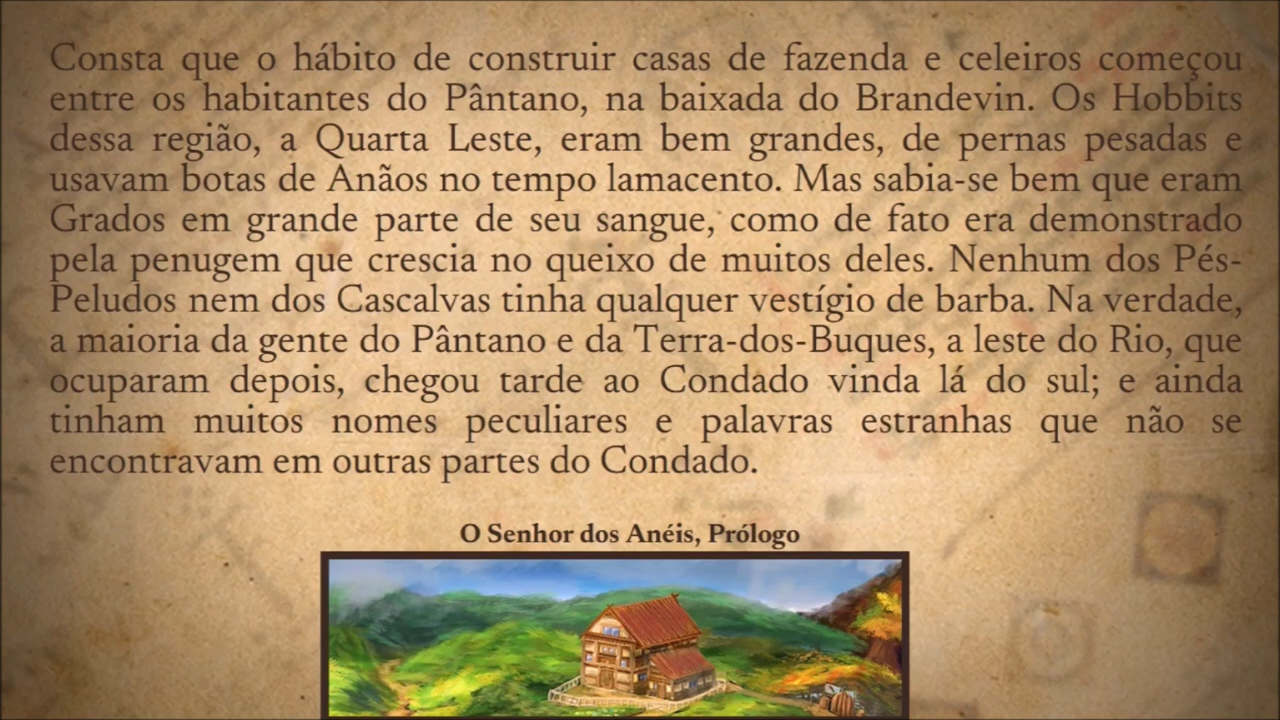 Consta que o hábito de construir casas de fazenda e celeiros começou
entre os habitantes do Pântano, na baixada do Brandevin. Os Hobbits
dessa região, a Quarta Leste, eram bem grandes, de pernas pesadas e
usavam botas de Anãos no tempo lamacento. Mas sabia-se bem que eram
Grados em grande parte de seu sangue, como de fato era demonstrado
pela penugem que crescia no queixo de muitos deles. Nenhum dos Pés-
Peludos nem dos Cascalvas tinha qualquer vestígio de barba. Na verdade,
a maioria da gente do Pântano e da Terra-dos-Buques, a leste do Rio, que
ocuparam depois, chegou tarde ao Condado vinda lá do sul; e ainda
tinham muitos nomes peculiares e palavras estranhas que não se
encontravam em outras partes do Condado.
O Senhor dos Anéis, Prólogo